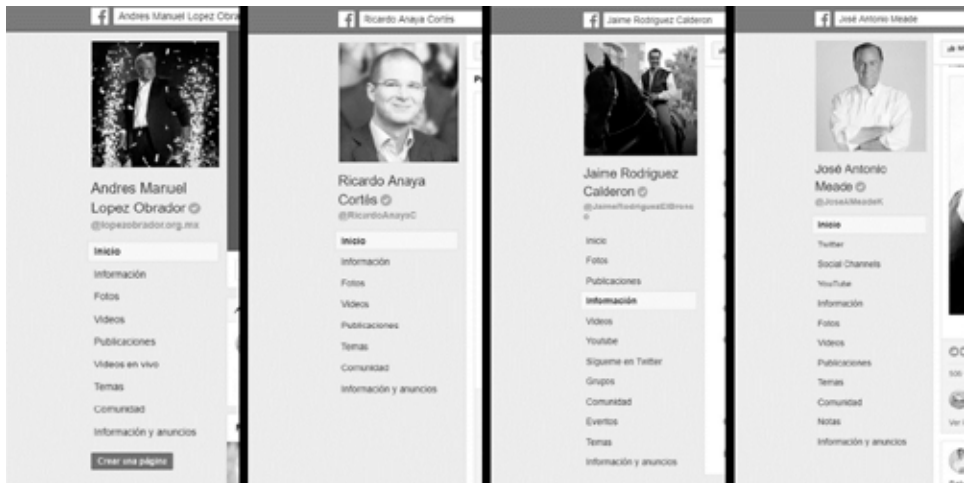 Andres Manuel Lopez Obra
Andres Manuel
Lopez Obrador
@lopezobrador.org.mx
Inicio
Información
Fotos
Videos
Publicaciones
Videos en vivo
Temas
Comunidad
Información y anuncios
Crear una página
Ricardo Anaya Cortés
Ricardo Anaya
Cortés
@RicardoAnayaC
Inicio
Información
Fotos
Videos
Publicaciones
Temas
Comunidad
Información y anuncios
Jaime Rodriguez Calderon
Jaime Rodriguez
Calderon
@JaimeRodriguezElBronc
o
Inicio
Fotos
Publicaciones
Información
Videos
Youtube
Sígueme en Twitter
Grupos
Comunidad
Eventos
Temas
Información y anuncios
José Antonio Meade
José Antonio
Meade
@JoseAMeadeK
Inicio
Twitter
Social Channels
YouTube
Información
Fotos
Videos
Publicaciones
Temas
Comunidad
Notas
Información y anuncios